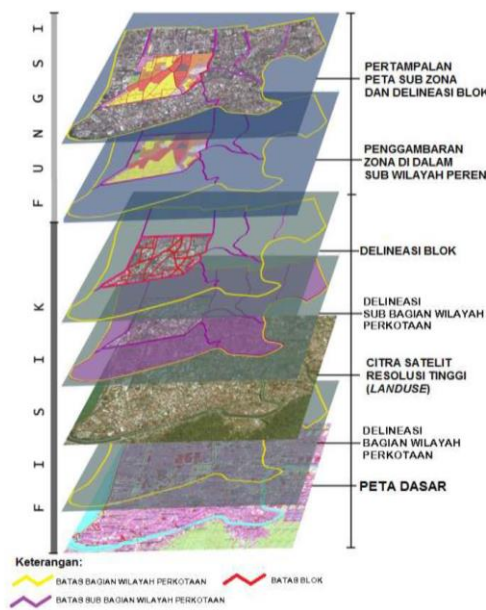 FUNGSI
FISIK
PERTAMPALAN
PETA SUB ZONA
DAN DELINEASI BLOK
PENGGAMBARAN
ZONA DI DALAM
SUB WILAYAH PEREN
DELINEASI BLOK
DELINEASI
SUB BAGIAN WILAYAH
PERKOTAAN
CITRA SATELIT
RESOLUSI TINGGI
(LANDUSE)
DELINEASI
BAGIAN WILAYAH
PERKOTAAN
PETA DASAR
Keterangan:
BATAS BAGIAN WILAYAH PERKOTAAN
BATAS BLOK
BATAS SUB BAGIAN WILAYAH PERKOTAAN